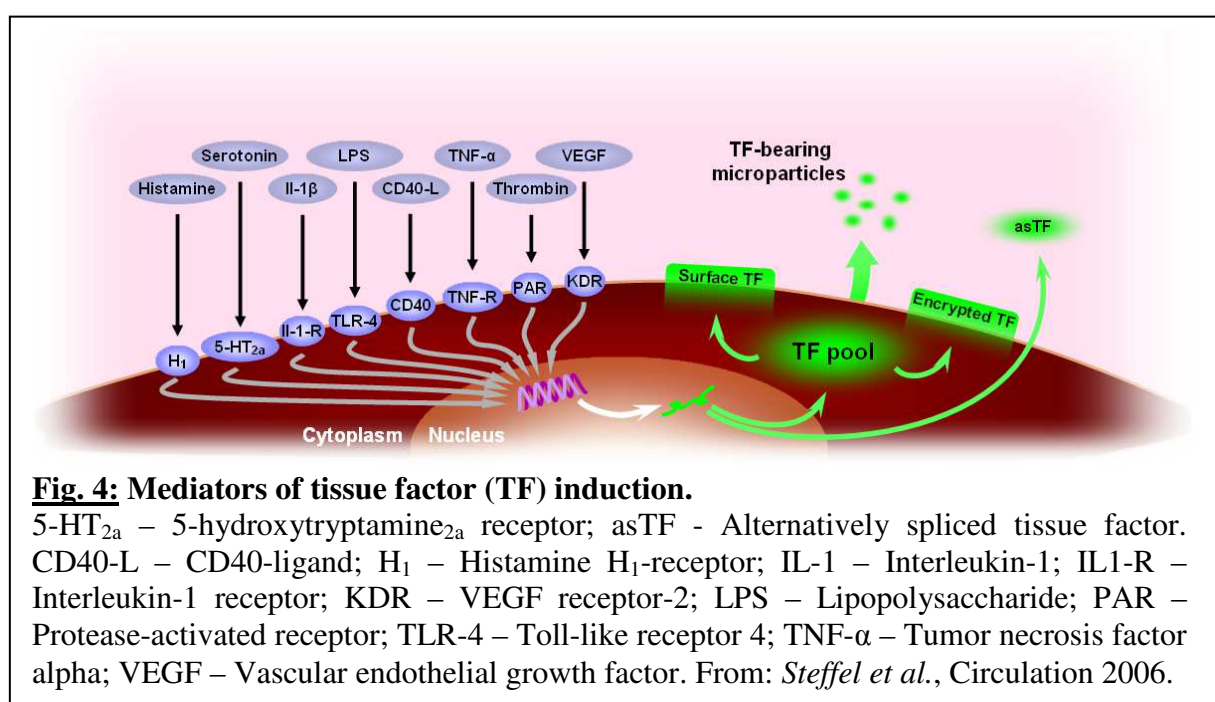 Serotonin LPS TNF-α VEGF
Histamine Il-1β CD40-L Thrombin
TF-bearing
microparticles
asTF
H1 5-HT2a Il-1-R TLR-4 CD40 TNF-R PAR KDR
Surface TF
Encrypted TF
TF pool
Cytoplasm Nucleus
Fig. 4: Mediators of tissue factor (TF) induction.
5-HT2a – 5-hydroxytryptamine2a receptor; asTF - Alternatively spliced tissue factor.
CD40-L – CD40-ligand; H1 – Histamine H1-receptor; IL-1 – Interleukin-1; IL1-R –
Interleukin-1 receptor; KDR – VEGF receptor-2; LPS – Lipopolysaccharide; PAR –
Protease-activated receptor; TLR-4 – Toll-like receptor 4; TNF-α – Tumor necrosis factor
alpha; VEGF – Vascular endothelial growth factor. From: Steffel et al., Circulation 2006.